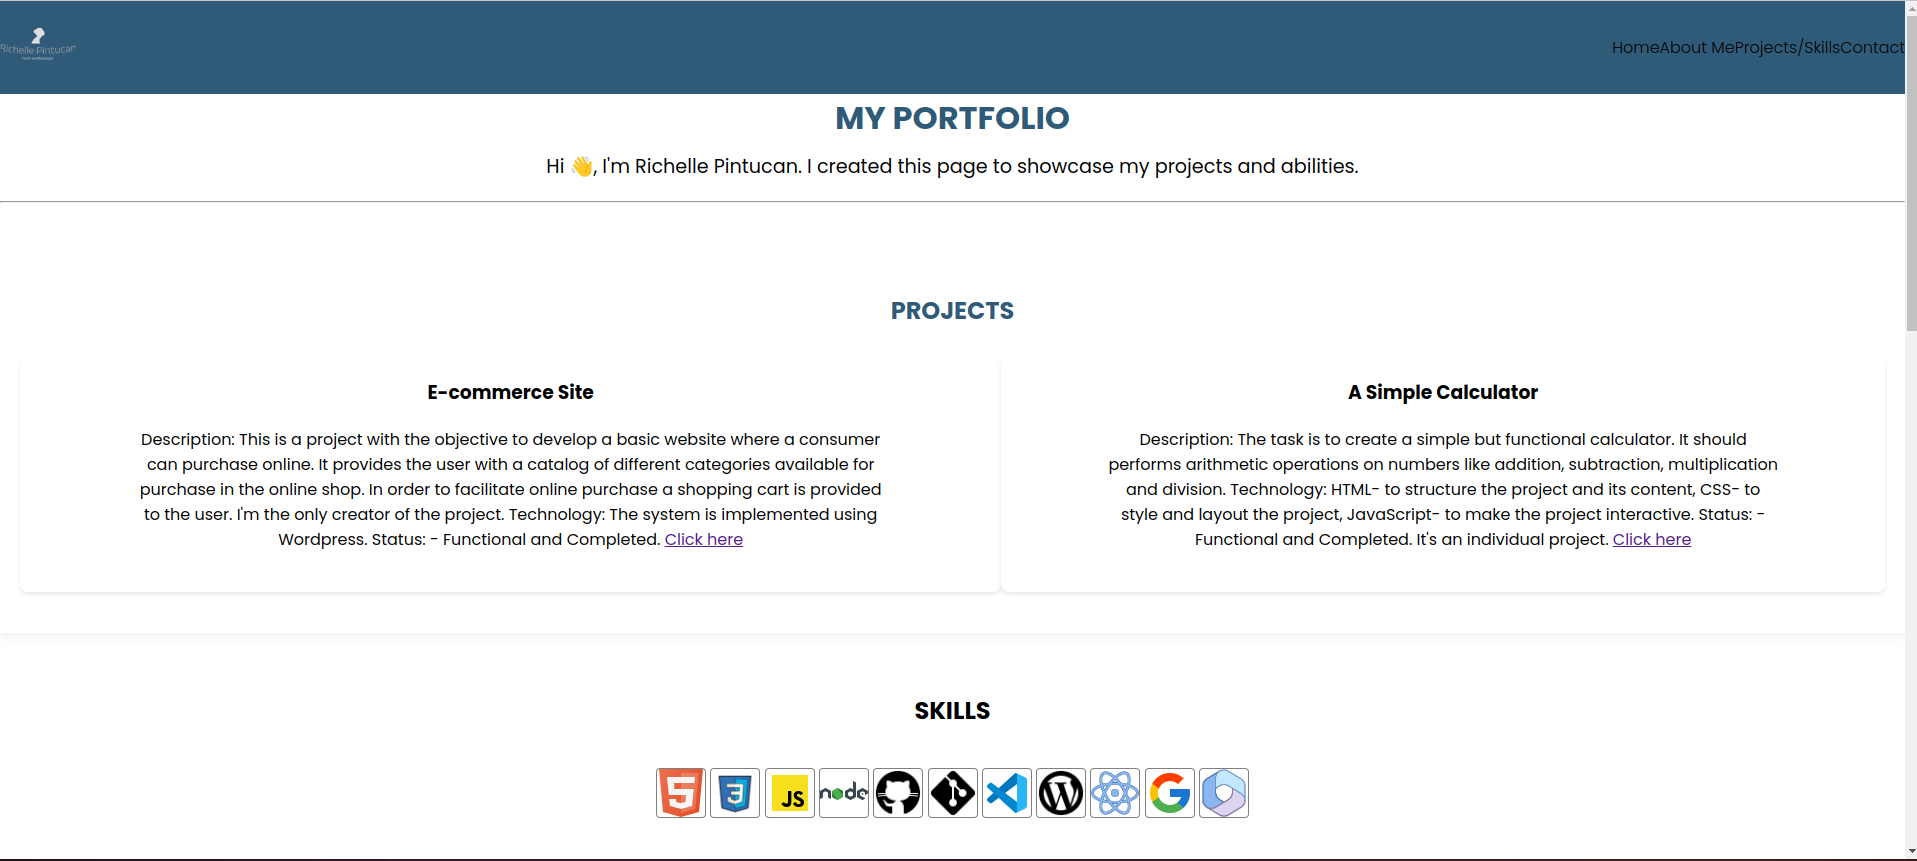 Richelle Pintucan
HomeAbout MeProjects/SkillsContact
MY PORTFOLIO
Hi 👋, I'm Richelle Pintucan. I created this page to showcase my projects and abilities.
PROJECTS
E-commerce Site
Description: This is a project with the objective to develop a basic website where a consumer
can purchase online. It provides the user with a catalog of different categories available for
purchase in the online shop. In order to facilitate online purchase a shopping cart is provided
to the user. I'm the only creator of the project. Technology: The system is implemented using
Wordpress. Status: - Functional and Completed. Click here
A Simple Calculator
Description: The task is to create a simple but functional calculator. It should
performs arithmetic operations on numbers like addition, subtraction, multiplication
and division. Technology: HTML- to structure the project and its content, CSS- to
style and layout the project, JavaScript- to make the project interactive. Status: -
Functional and Completed. It's an individual project. Click here
SKILLS
5
3
JS
node
W
G